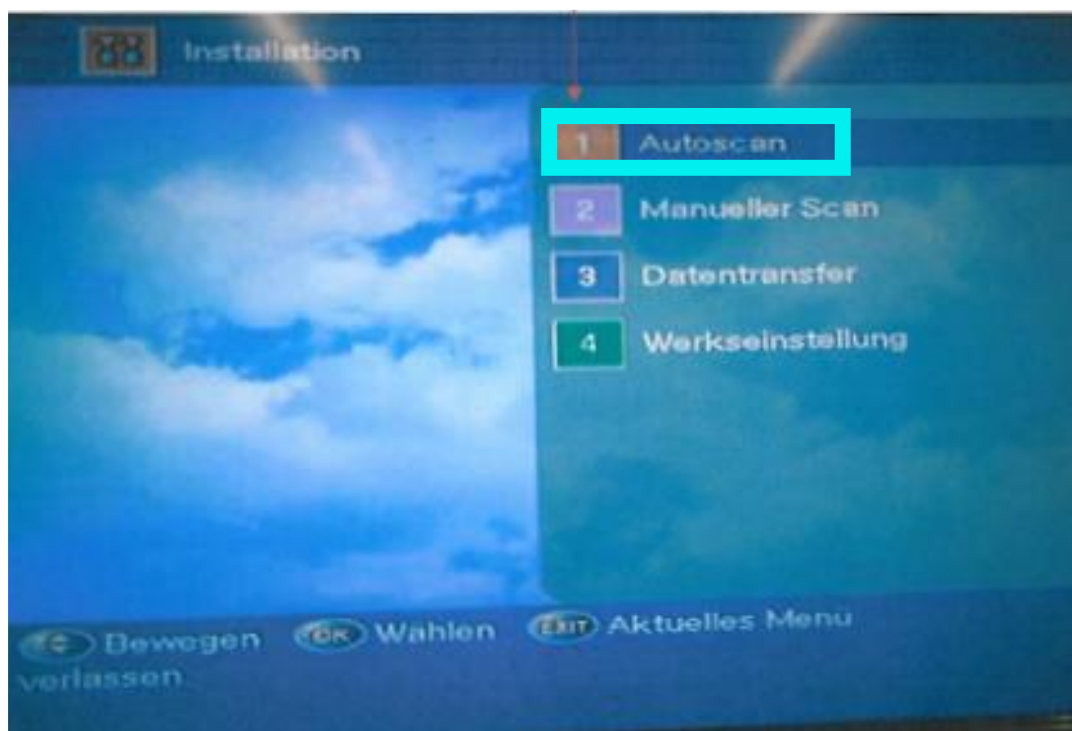 Installation
1 Autoscan
2 Manueller Scan
3 Datentransfer
4 Werkseinstellung
Bewegen OK Wahlen EXIT Aktuelles Menu
verlassen